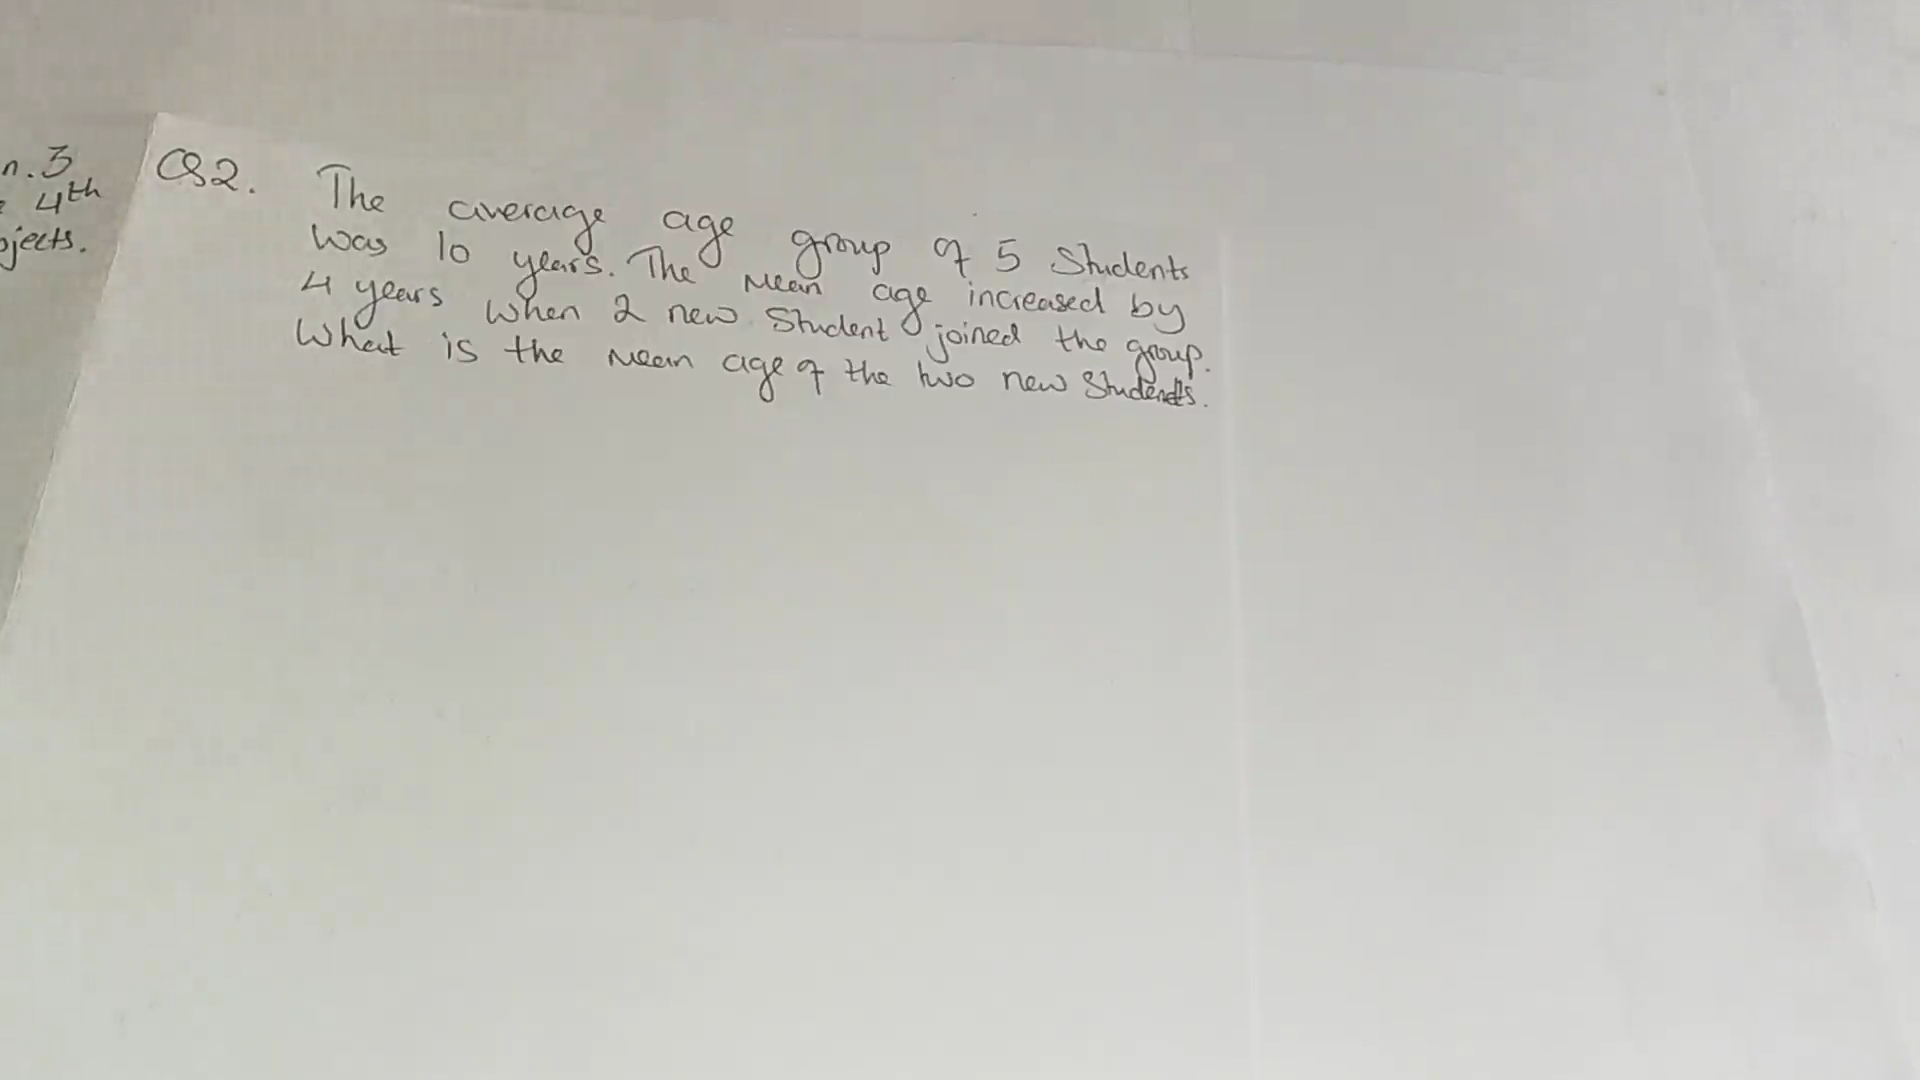 n.3
4th
ojects.
Q2. The average age group of 5 students
was 10 years. The mean age increased by
4 years when 2 new student joined the group.
What is the mean age of the two new students.